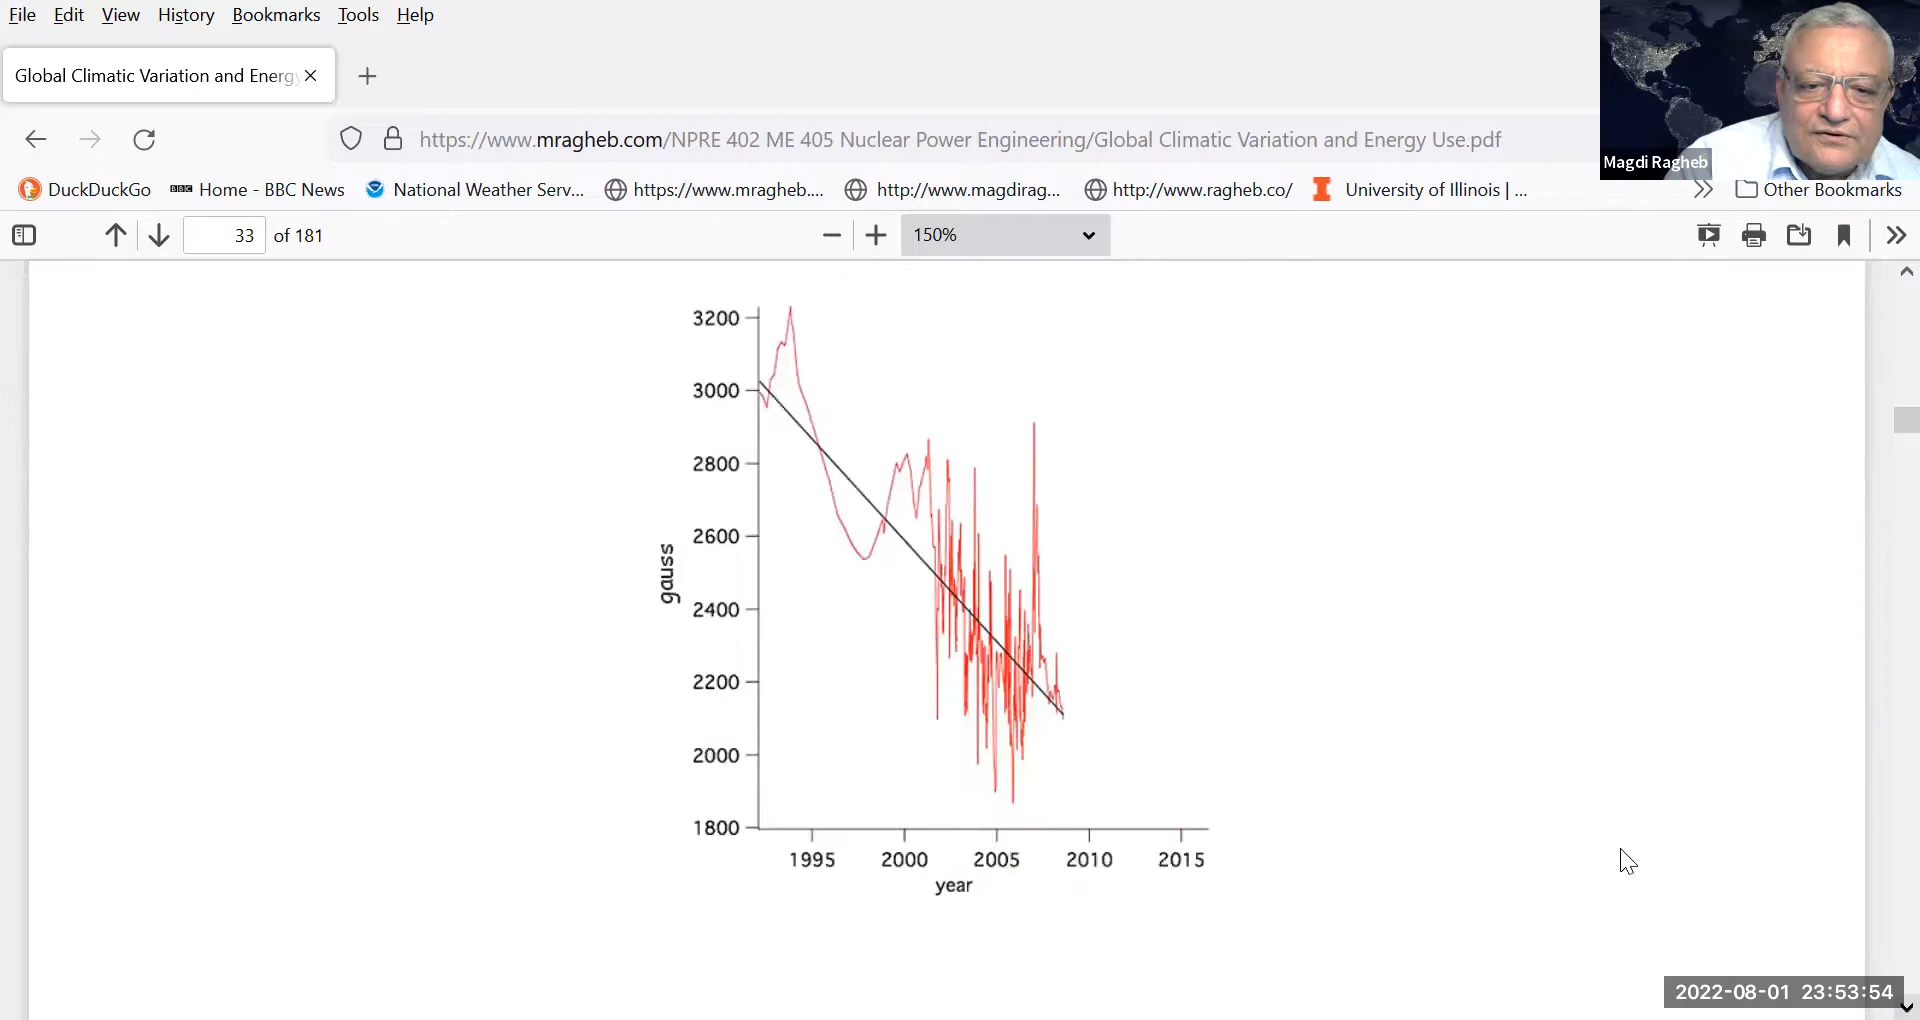 File Edit View History Bookmarks Tools Help
Global Climatic Variation and Energy
https://www.mragheb.com/NPRE 402 ME 405 Nuclear Power Engineering/Global Climatic Variation and Energy Use.pdf
Magdi Ragheb
DuckDuckGo BBC Home - BBC News National Weather Serv... https://www.mragheb.... http://www.magdirag... http://www.ragheb.co/ University of Illinois | ... Other Bookmarks
33 of 181 150%
3200
3000
2800
2600
gauss
2400
2200
2000
1800
1995 2000 2005 2010 2015
year
2022-08-01 23:53:54